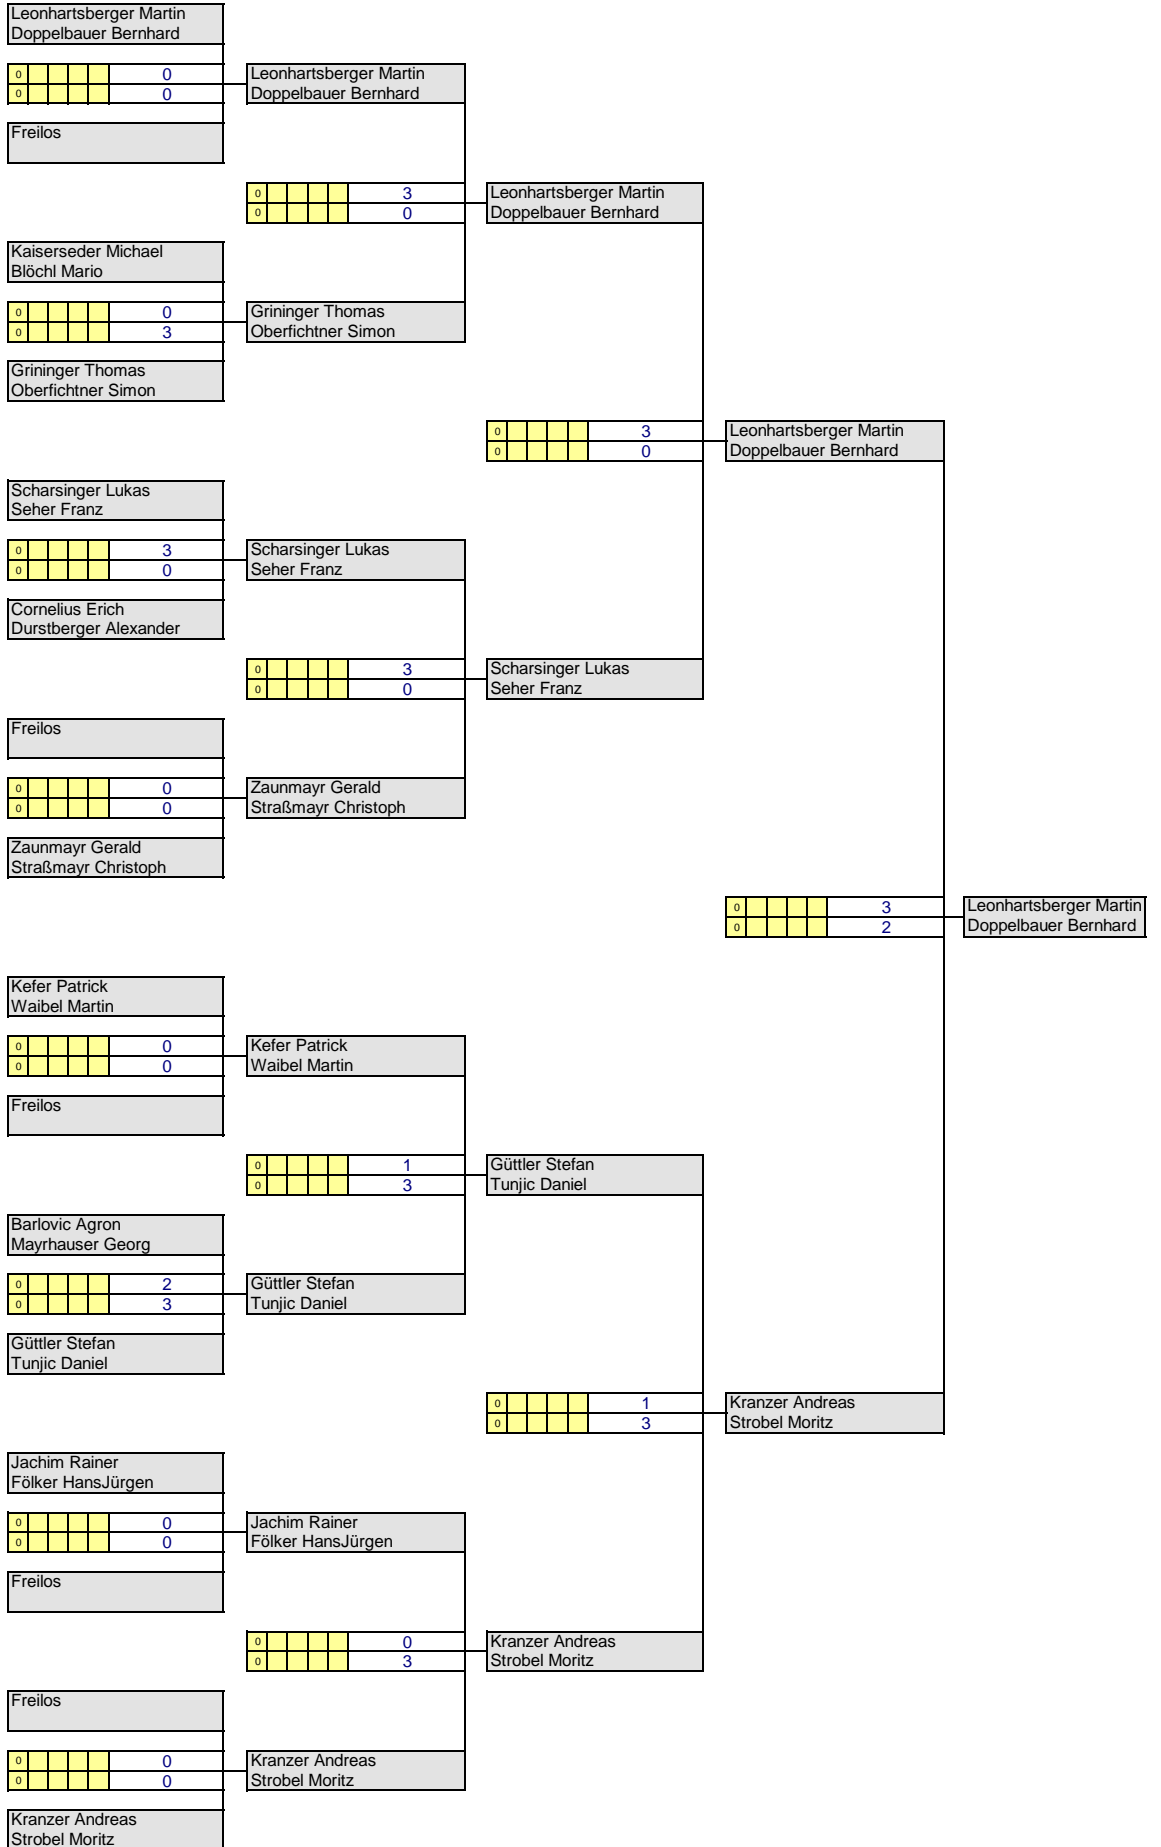 Leonhartsberger Martin
Doppelbauer Bernhard
0 0
0 0
Leonhartsberger Martin
Doppelbauer Bernhard
Freilos
0 3
0 0
Leonhartsberger Martin
Doppelbauer Bernhard
Kaiserseder Michael
Blöchl Mario
0 0
0 3
Grininger Thomas
Oberfichtner Simon
Grininger Thomas
Oberfichtner Simon
0 3
0 0
Leonhartsberger Martin
Doppelbauer Bernhard
Scharsinger Lukas
Seher Franz
0 3
0 0
Scharsinger Lukas
Seher Franz
Cornelius Erich
Durstberger Alexander
0 3
0 0
Scharsinger Lukas
Seher Franz
Freilos
0 0
0 0
Zaunmayr Gerald
Straßmayr Christoph
Zaunmayr Gerald
Straßmayr Christoph
0 3
0 2
Leonhartsberger Martin
Doppelbauer Bernhard
Kefer Patrick
Waibel Martin
0 0
0 0
Kefer Patrick
Waibel Martin
Freilos
0 1
0 3
Güttler Stefan
Tunjic Daniel
Barlovic Agron
Mayrhauser Georg
0 2
0 3
Güttler Stefan
Tunjic Daniel
Güttler Stefan
Tunjic Daniel
0 1
0 3
Kranzer Andreas
Strobel Moritz
Jachim Rainer
Fölker HansJürgen
0 0
0 0
Jachim Rainer
Fölker HansJürgen
Freilos
0 0
0 3
Kranzer Andreas
Strobel Moritz
Freilos
0 0
0 0
Kranzer Andreas
Strobel Moritz
Kranzer Andreas
Strobel Moritz